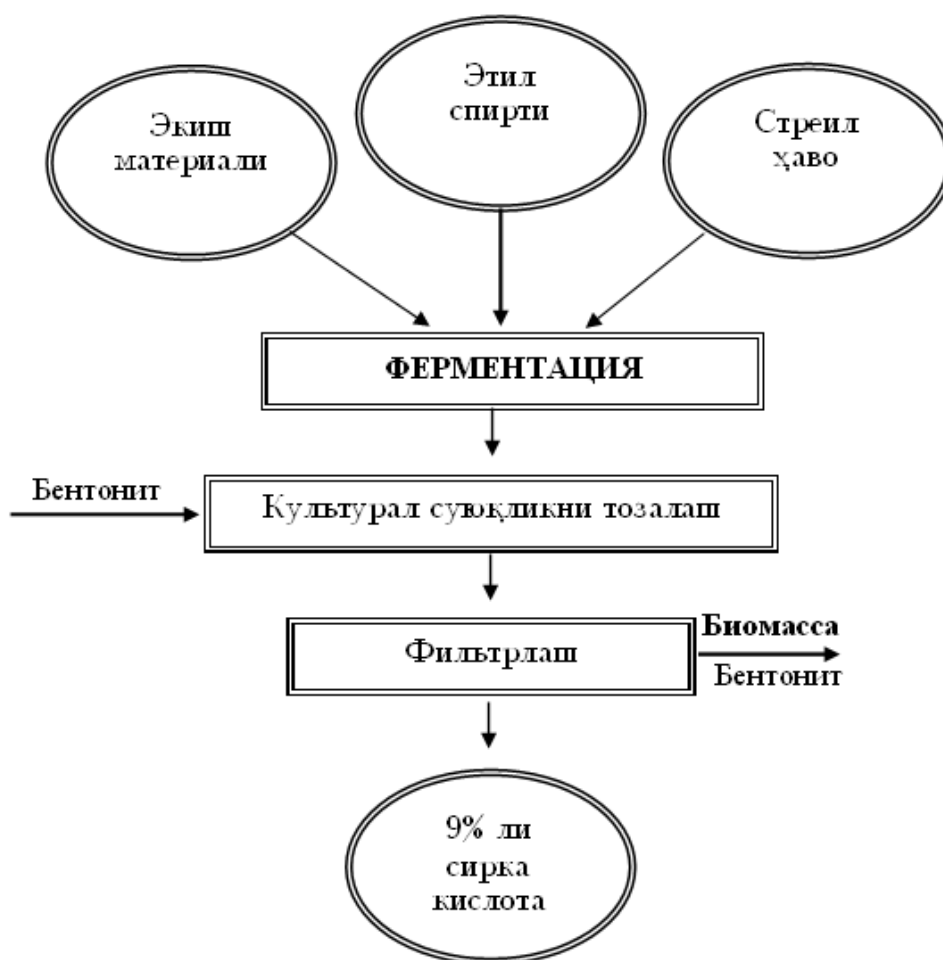 Экиш
материали
Этил
спирти
Стреил
ҳаво
ФЕРМЕНТАЦИЯ
Бентонит
Культурал суюқликни тозалаш
Фильтрлаш
Биомасса
Бентонит
9% ли
сирка
кислота